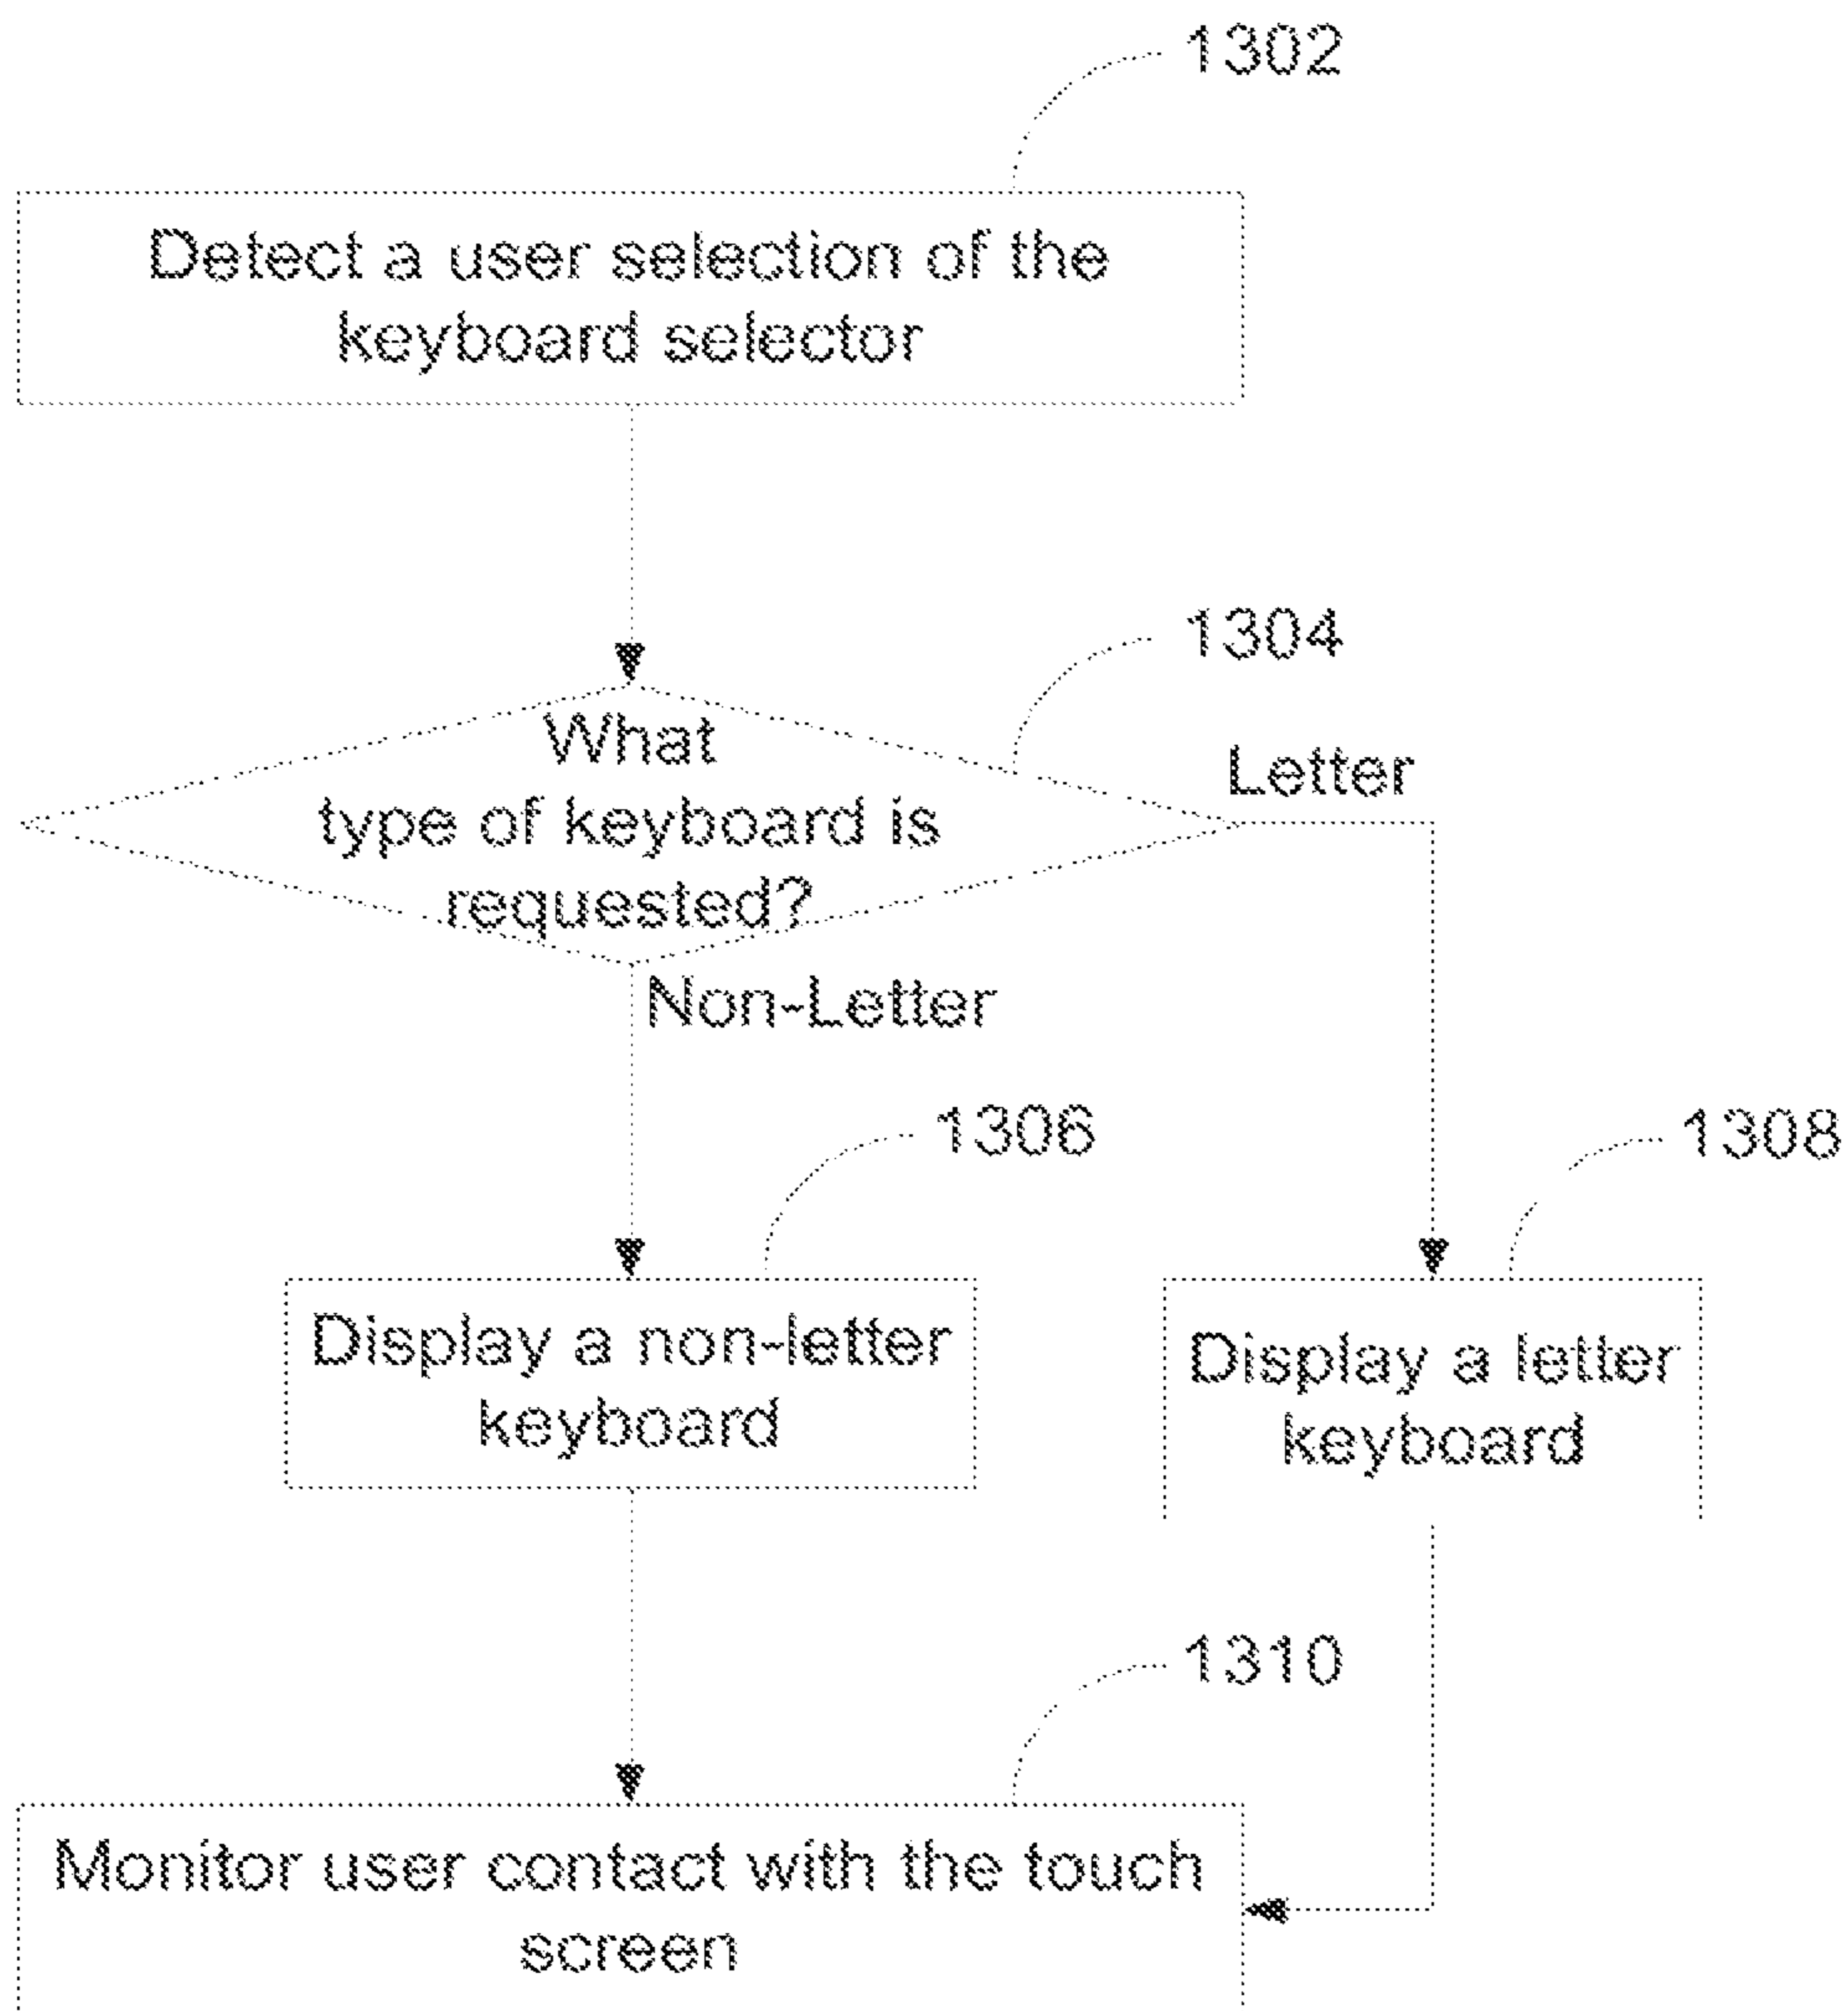 1302
Detect a user selection of the
keyboard selector
1304
What
type of keyboard is
requested?
Letter
Non-Letter
1306
1308
Display a non-letter
keyboard
Display a letter
keyboard
1310
Monitor user contact with the touch
screen